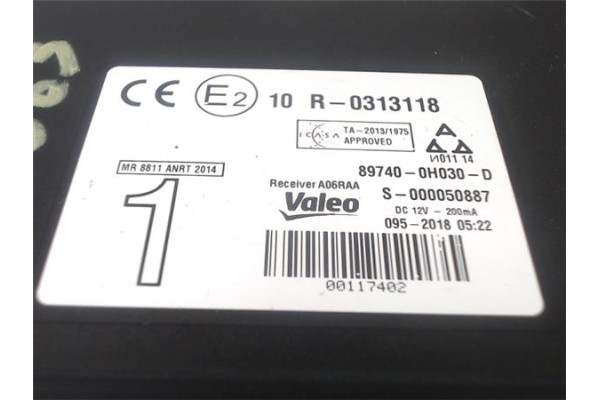 CE E2 10 R-0313118
ICASA TA-2013/1975
APPROVED
И011 14
MR 8811 ANRT 2014
89740-0H030-D
1
Receiver A06RAA
S-000050887
Valeo
DC 12V - 200mA
095-2018 05:22
00117402